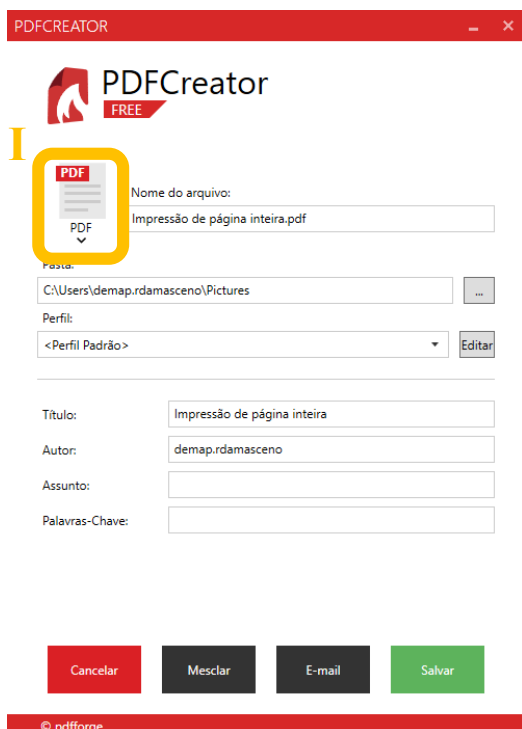 PDFCREATOR
PDFCreator
FREE
I
PDF
PDF
Nome do arquivo:
Impressão de página inteira.pdf
Pasta:
C:\Users\demap.rdamasceno\Pictures
...
Perfil:
<Perfil Padrão>
Editar
Título:
Impressão de página inteira
Autor:
demap.rdamasceno
Assunto:
Palavras-Chave:
Cancelar
Mesclar
E-mail
Salvar
© pdfforge